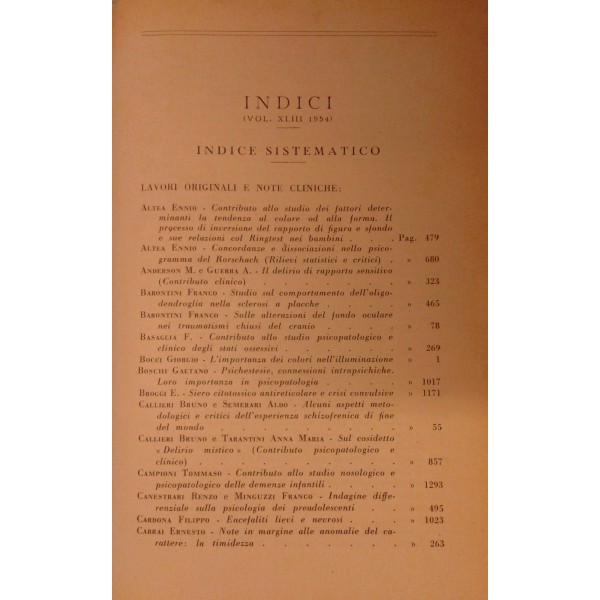 INDICI
(VOL. XLIII 1954)
INDICE SISTEMATICO
LAVORI ORIGINALI E NOTE CLINICHE:
ALTEA ENNIO - Contributo allo studio dei fattori deter-
minanti la tendenza al colore od alla forma. Il
processo di inversione del rapporto di figura e sfondo
e sue relazioni col Ringtest nei bambini . . . Pag. 479
ALTEA ENNIO - Concordanze e dissociazioni nello psico-
gramma del Rorschach (Rilievi statistici e critici) . » 680
ANDERSON M. e GUERRA A. - Il delirio di rapporto sensitivo
(Contributo clinico) . . . . . . . » 323
BARONTINI FRANCO - Studio sul comportamento dell'oligo-
dendroglia nella sclerosi a placche . . . . » 465
BARONTINI FRANCO - Sulle alterazioni del fondo oculare
nei traumatismi chiusi del cranio . . . . . » 78
BASAGLIA F. - Contributo allo studio psicopatologico e
clinico degli stati ossessivi . . . . . . » 269
BOCCI GIORGIO - L'importanza dei colori nell'illuminazione » 1
BOSCHI GAETANO - Psichestesie, connessioni intrapsichiche.
Loro importanza in psicopatologia . . . . . » 1017
BROGGI E. - Siero citotossico antireticolare e crisi convulsive » 1171
CALLIERI BRUNO e SEMERARI ALDO - Alcuni aspetti meto-
dologici e critici dell'esperienza schizofrenica di fine
del mondo . . . . . . . . . » 55
CALLIERI BRUNO e TARANTINI ANNA MARIA - Sul cosidetto
« Delirio mistico » (Contributo psicopatologico e
clinico) . . . . . . . . . . » 857
CAMPIONI TOMMASO - Contributo allo studio nosologico e
psicopatologico delle demenze infantili . . . . » 1293
CANESTRARI RENZO e MINGUZZI FRANCO - Indagine diffe-
renziale sulla psicologia dei preudolescenti . . » 495
CARDONA FILIPPO - Encefaliti lievi e necrosi . . . » 1023
CARRAI ERNESTO - Note in margine alle anomalie del ca-
rattere: la timidezza . . . . . . . » 263